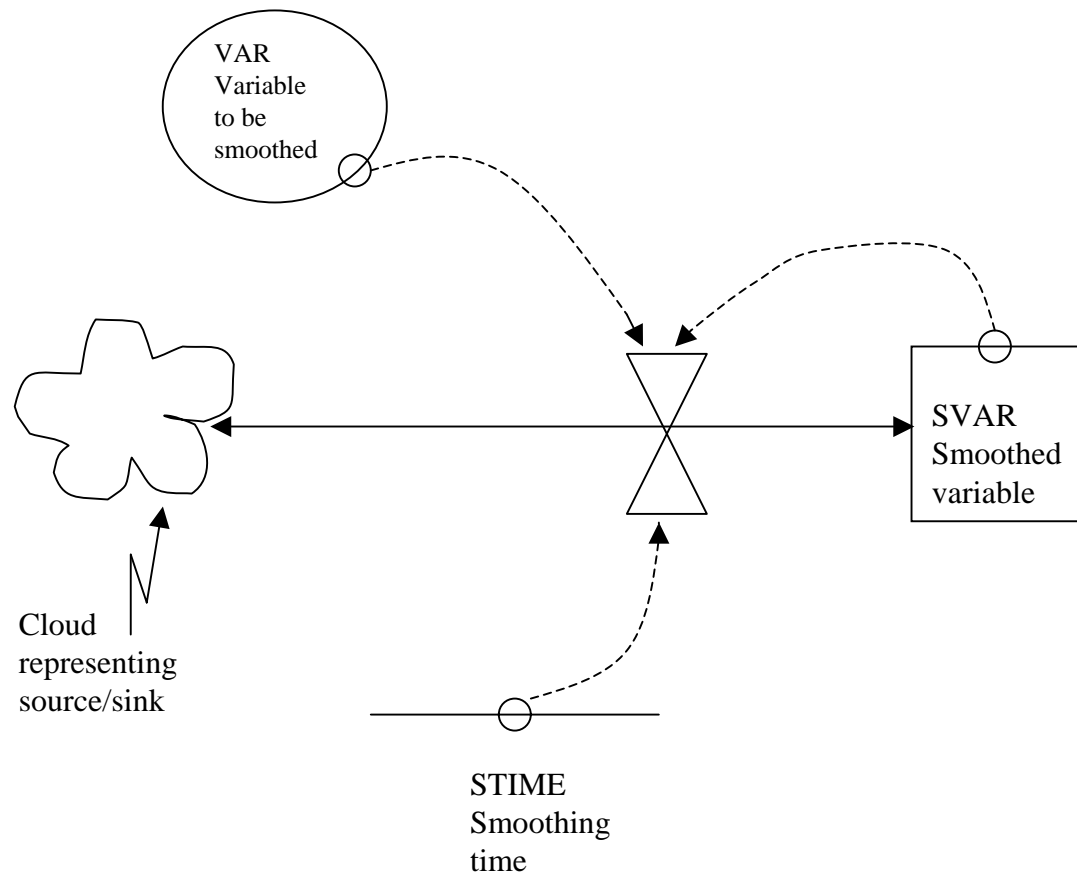 VAR
Variable
to be
smoothed
SVAR
Smoothed
variable
Cloud
representing
source/sink
STIME
Smoothing
time